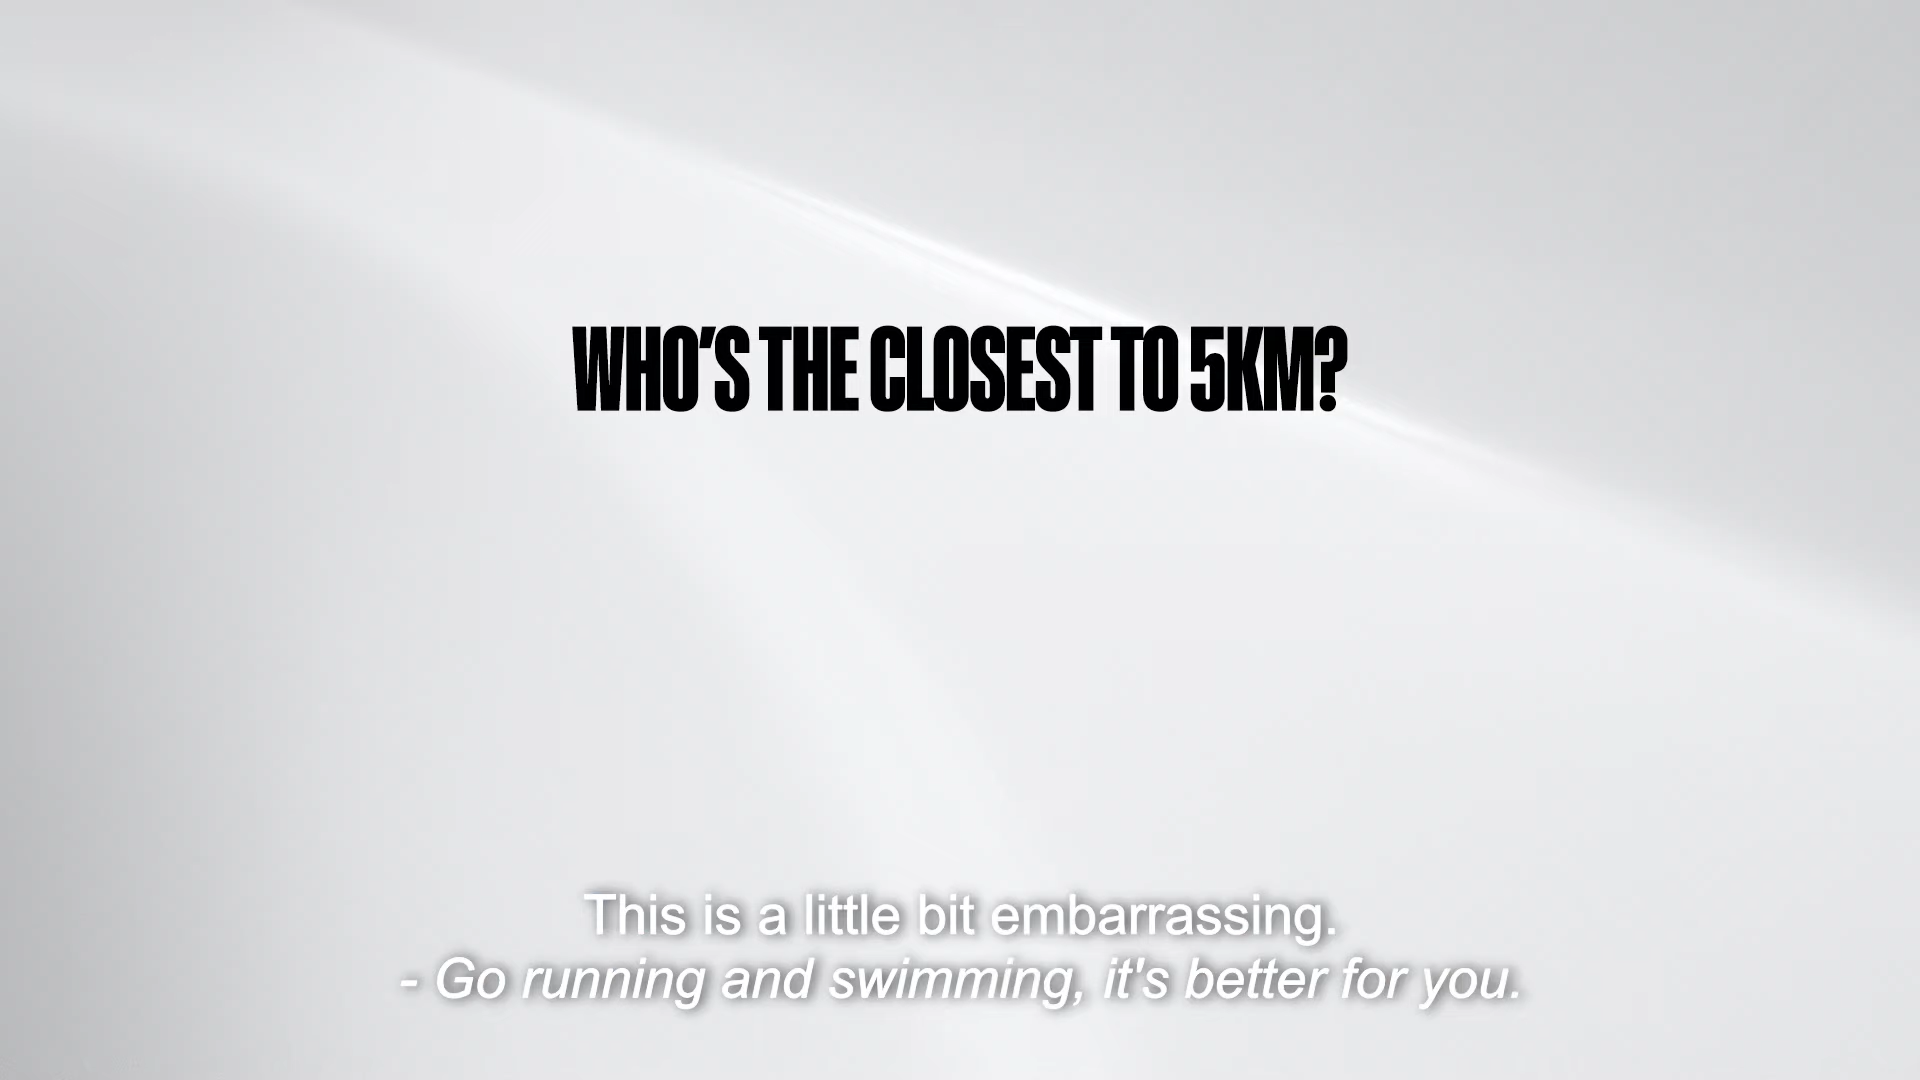 WHO'S THE CLOSEST TO 5KM?
This is a little bit embarrassing.
- Go running and swimming, it's better for you.